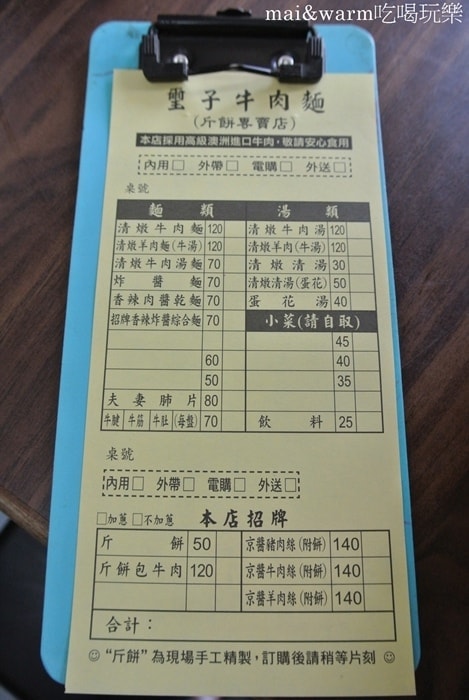 mai&warm吃喝玩樂
璽子牛肉麵
(斤餅專賣店)
本店採用高級澳洲進口牛肉，敬請安心食用
內用□ 外帶□ 電購□ 外送□
桌號
麵類 湯類
清燉牛肉麵 120 清燉牛肉湯 120
清燉羊肉麵(牛湯) 120 清燉羊肉(牛湯) 120
清燉牛肉湯麵 70 清燉清湯 30
炸醬麵 70 清燉清湯(蛋花) 50
香辣肉醬乾麵 70 蛋花湯 40
招牌香辣炸醬綜合麵 70 小菜(請自取)
45
60 40
50 35
夫妻肺片 80
牛腱 牛筋 牛肚 (每盤) 70 飲料 25
桌號
內用□ 外帶□ 電購□ 外送□
□加蔥 □不加蔥 本店招牌
斤餅 50 京醬豬肉絲(附餅) 140
斤餅包牛肉 120 京醬牛肉絲(附餅) 140
京醬羊肉絲(附餅) 140
合計：
☺“斤餅”為現場手工精製，訂購後請稍等片刻 ☺